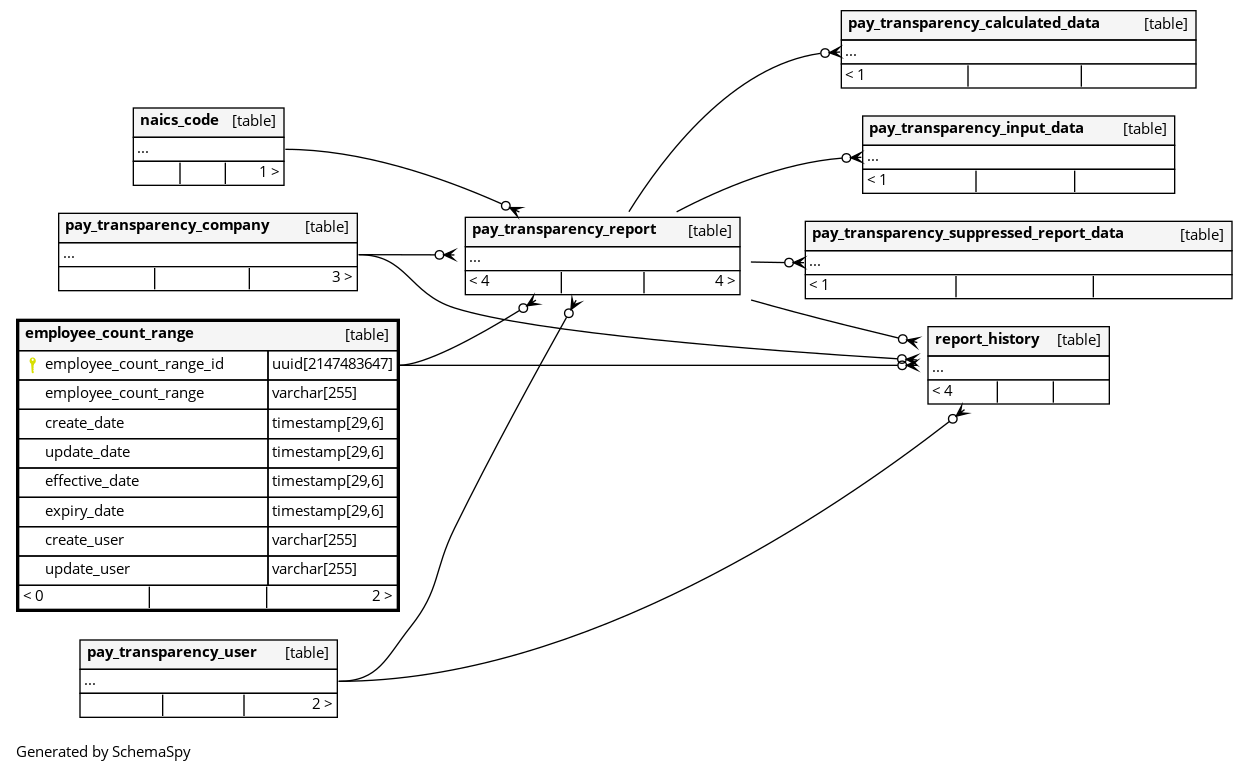 pay_transparency_calculated_data [table]
...
< 1
naics_code [table]
...
1 >
pay_transparency_input_data [table]
...
< 1
pay_transparency_company [table]
...
3 >
pay_transparency_report [table]
...
< 4 4 >
pay_transparency_suppressed_report_data [table]
...
< 1
employee_count_range [table]
employee_count_range_id uuid[2147483647]
employee_count_range varchar[255]
create_date timestamp[29,6]
update_date timestamp[29,6]
effective_date timestamp[29,6]
expiry_date timestamp[29,6]
create_user varchar[255]
update_user varchar[255]
< 0 2 >
report_history [table]
...
< 4
pay_transparency_user [table]
...
2 >
Generated by SchemaSpy